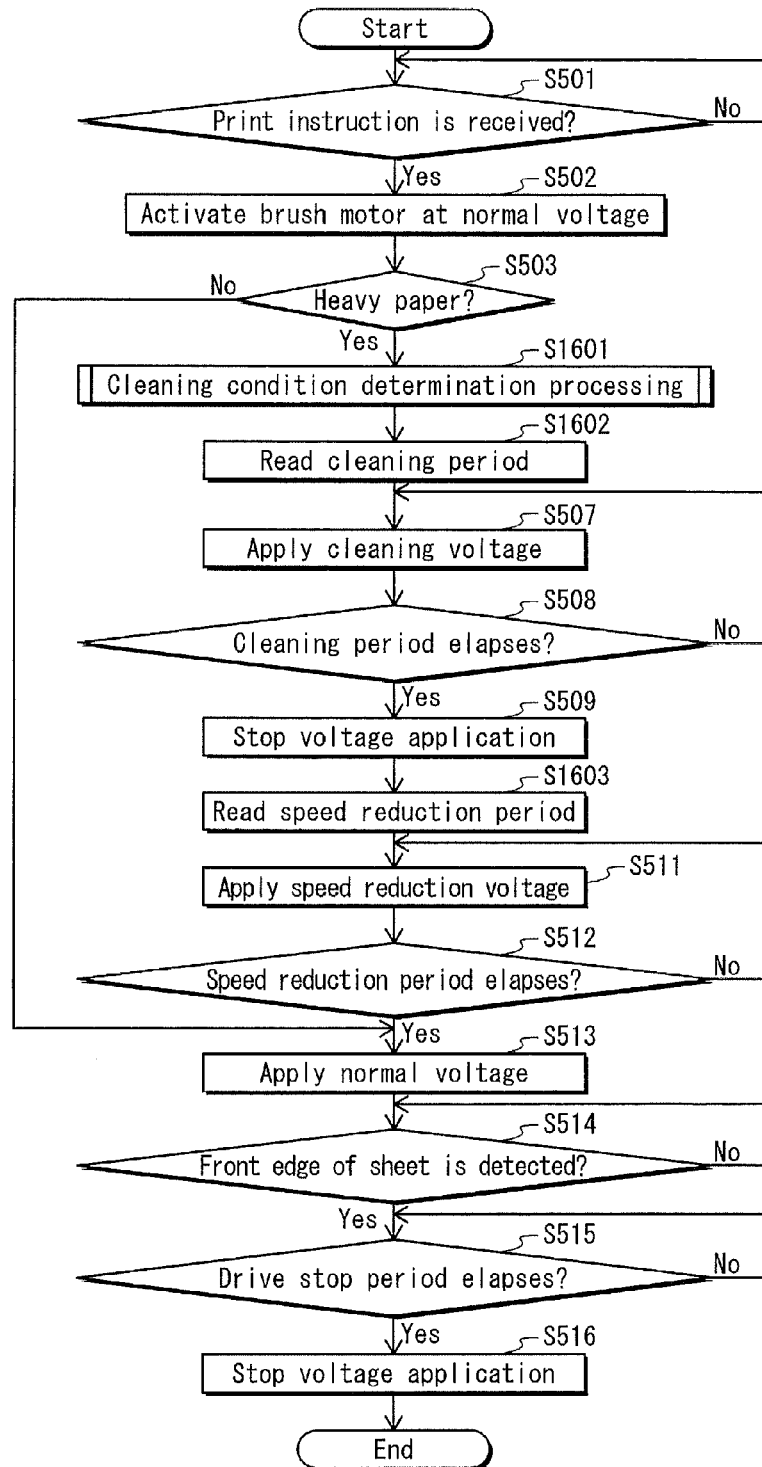 Start
S501
Print instruction is received?
No
Yes
S502
Activate brush motor at normal voltage
S503
No
Heavy paper?
Yes
S1601
Cleaning condition determination processing
S1602
Read cleaning period
S507
Apply cleaning voltage
S508
Cleaning period elapses?
No
Yes
S509
Stop voltage application
S1603
Read speed reduction period
Apply speed reduction voltage
S511
S512
Speed reduction period elapses?
No
Yes
S513
Apply normal voltage
S514
Front edge of sheet is detected?
No
Yes
S515
Drive stop period elapses?
No
Yes
S516
Stop voltage application
End